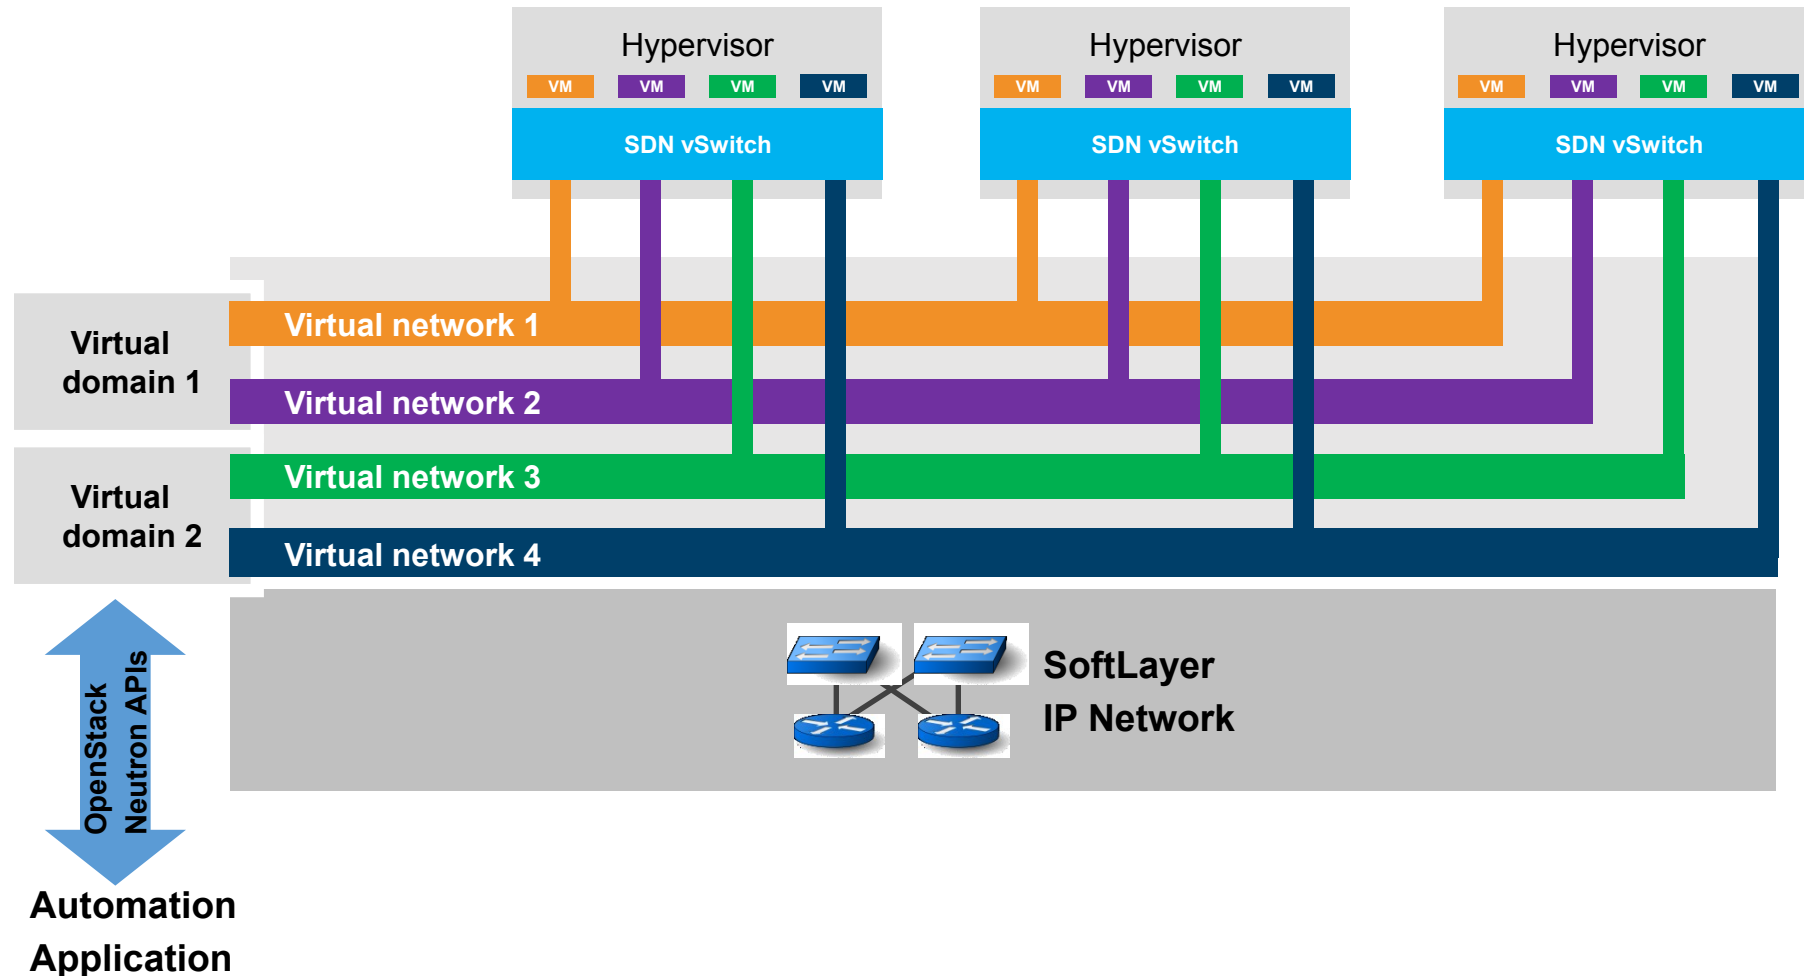 Hypervisor
VM VM VM VM
SDN vSwitch
Hypervisor
VM VM VM VM
SDN vSwitch
Hypervisor
VM VM VM VM
SDN vSwitch
Virtual
domain 1
Virtual network 1
Virtual network 2
Virtual
domain 2
Virtual network 3
Virtual network 4
SoftLayer
IP Network
OpenStack
Neutron APIs
Automation
Application